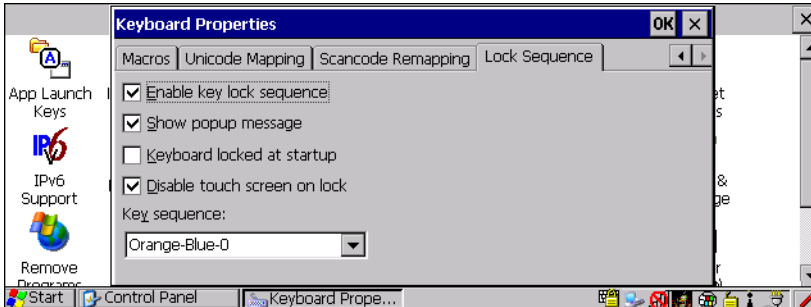 Keyboard Properties
OK
Macros Unicode Mapping Scancode Remapping Lock Sequence
App Launch
Keys
Enable key lock sequence
Show popup message
IPv6
Keyboard locked at startup
IPv6
Support
Disable touch screen on lock
Key sequence:
Orange-Blue-0
Remove
Programs
Start Control Panel Keyboard Prope...